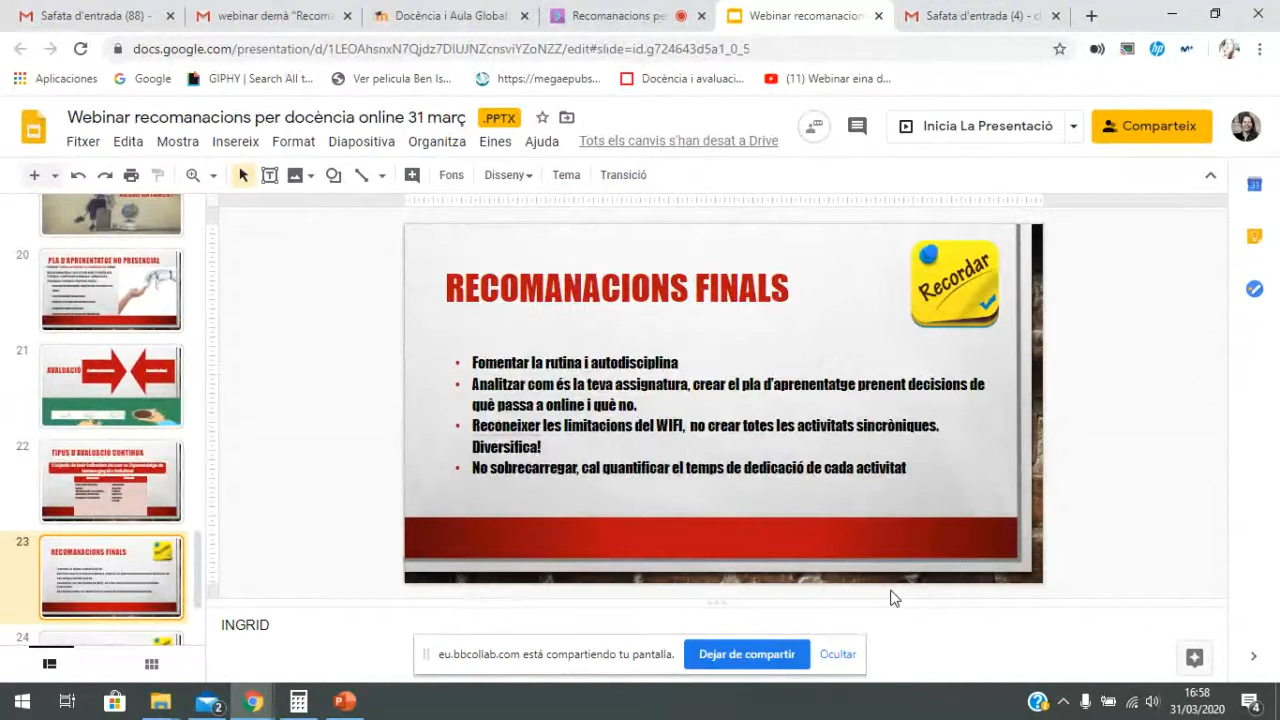 Safata d'entrada (88)
webinar demà "Recoma
Docència i Aula Global
Recomanacions pe
Webinar recomanacion
Safata d'entrada (4) - c
docs.google.com/presentation/d/1LEOAhsnxN7Qjdz7DIUJNZcnsviYZoNZZ/edit#slide=id.g724643d5a1_0_5
Aplicaciones
Google
GIPHY | Search All t...
Ver pelicula Ben Is...
https://megaepubs...
Docència i avaluaci...
(11) Webinar eina d...
Webinar recomanacions per docència online 31 març
.PPTX
Inicia La Presentació
Comparteix
Fitxer Edita Mostra Insereix Format Diapositiva Organitza Eines Ajuda Tots els canvis s'han desat a Drive
Fons Disseny Tema Transició
20
PLA D'APRENENTATGE NO PRESENCIAL
21
AVALUACIÓ
22
TIPUS D'AVALUACIÓ CONTINUA
23
RECOMANACIONS FINALS
Recordar
24
RECOMANACIONS FINALS
Recordar
• Fomentar la rutina i autodisciplina
• Analitzar com és la teva assignatura, crear el pla d'aprenentatge prenent decisions de
què passa a online i què no.
• Reconeixer les limitacions del WIFI, no crear totes les activitats sincròniques.
Diversifica!
No sobrecarregar, cal quantificar el temps de dedicació de cada activitat
INGRID
eu.bbcollab.com está compartiendo tu pantalla.
Dejar de compartir
Ocultar
2
16:58
31/03/2020
4